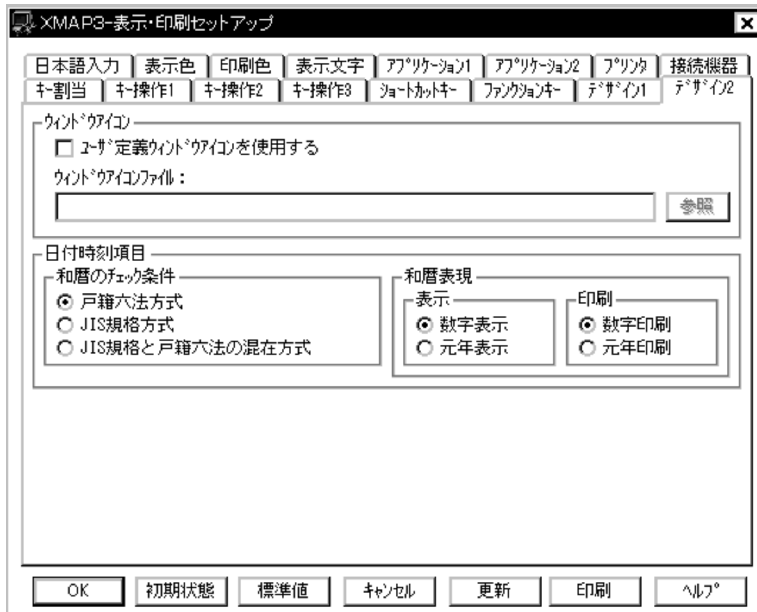 XMAP3-表示・印刷セットアップ
日本語入力 表示色 印刷色 表示文字 ｱﾌﾟﾘｹｰｼｮﾝ1 ｱﾌﾟﾘｹｰｼｮﾝ2 ﾌﾟﾘﾝﾀ 接続機器
ｷｰ割当 ｷｰ操作1 ｷｰ操作2 ｷｰ操作3 ｼｮｰﾄｶｯﾄｷｰ ﾌｧﾝｸｼｮﾝｷｰ ﾃﾞｻﾞｲﾝ1 ﾃﾞｻﾞｲﾝ2
ｳｨﾝﾄﾞｳｱｲｺﾝ
ﾕｰｻﾞ定義ｳｨﾝﾄﾞｳｱｲｺﾝを使用する
ｳｨﾝﾄﾞｳｱｲｺﾝﾌｧｲﾙ：
参照
日付時刻項目
和暦のﾁｪｯｸ条件 和暦表現
表示 印刷
戸籍六法方式 数字表示 数字印刷
JIS規格方式 元年表示 元年印刷
JIS規格と戸籍六法の混在方式
OK 初期状態 標準値 ｷｬﾝｾﾙ 更新 印刷 ﾍﾙﾌﾟ